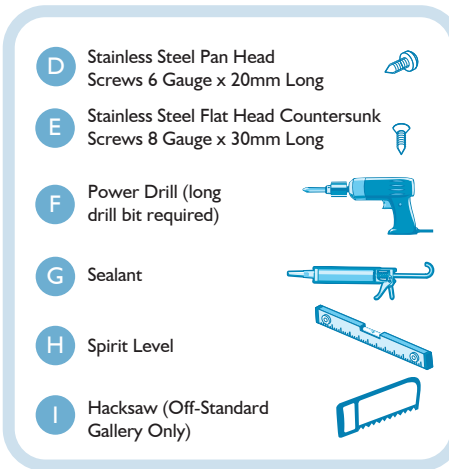 D
Stainless Steel Pan Head
Screws 6 Gauge x 20mm Long
E
Stainless Steel Flat Head Countersunk
Screws 8 Gauge x 30mm Long
F
Power Drill (long
drill bit required)
G
Sealant
H
Spirit Level
I
Hacksaw (Off-Standard
Gallery Only)